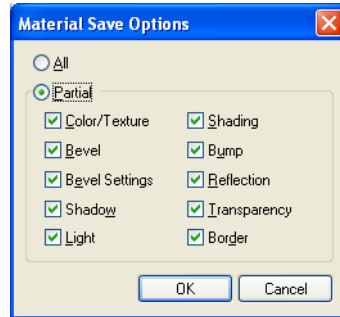 Material Save Options
All
Partial
Color/Texture Shading
Bevel Bump
Bevel Settings Reflection
Shadow Transparency
Light Border
OK Cancel